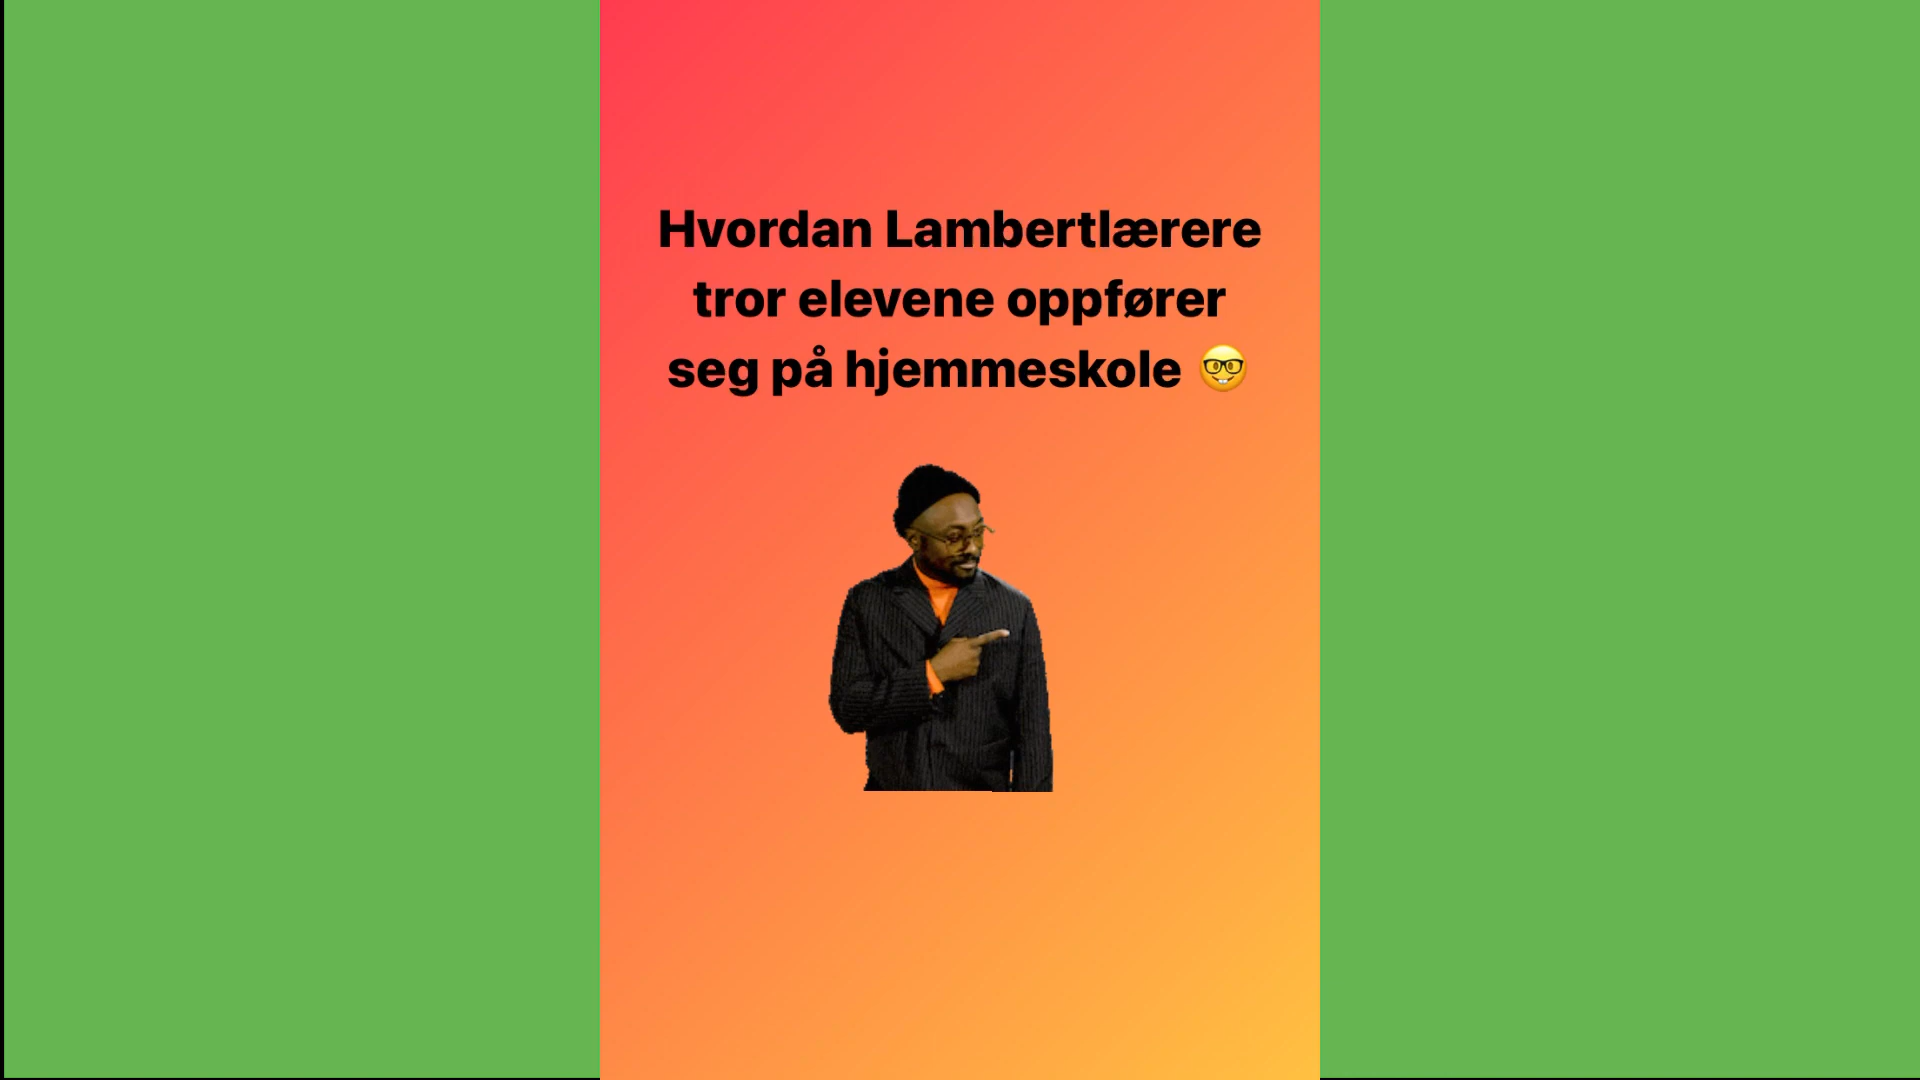 Hvordan Lambertlærere
tror elevene oppfører
seg på hjemmeskole 🤓